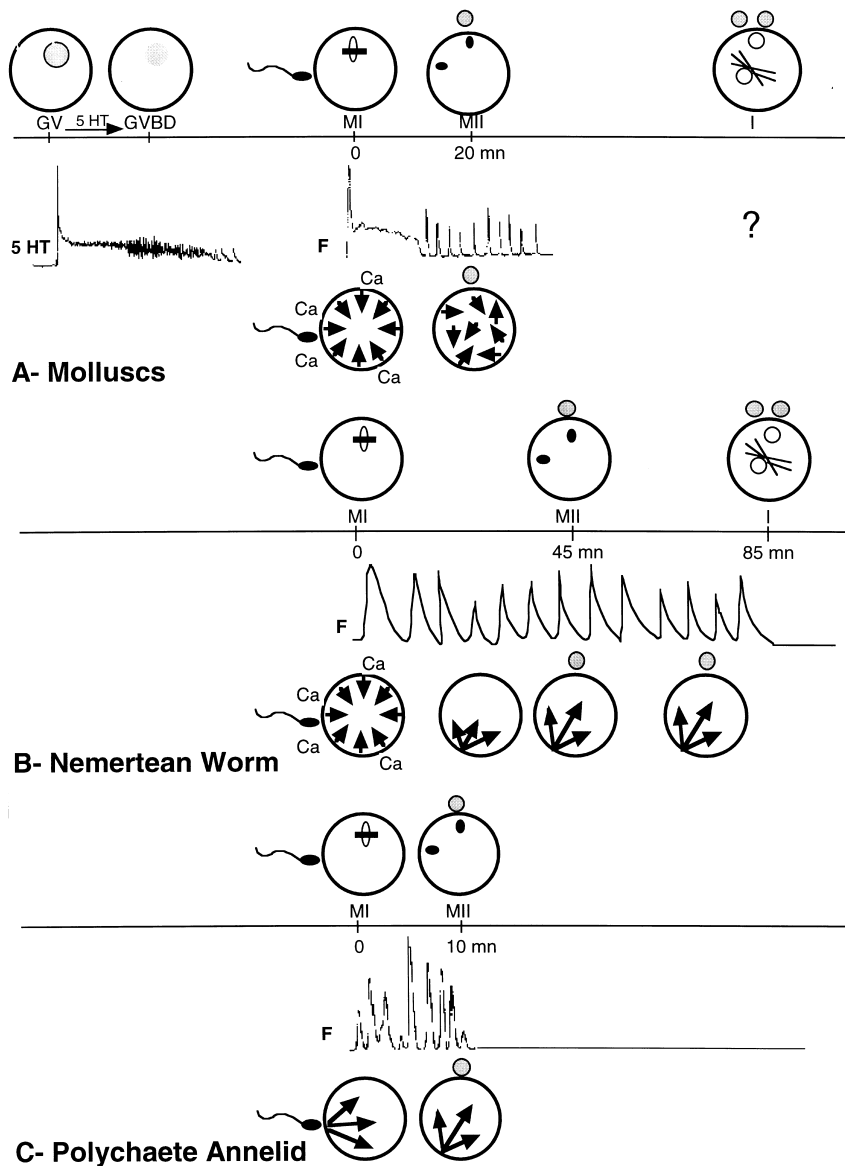 GV 5 HT GVBD MI MII I
0 20 mn
5 HT F ?
Ca
Ca
Ca
Ca
A- Molluscs
MI MII I
0 45 mn 85 mn
F
Ca
Ca
Ca
Ca
B- Nemertean Worm
MI MII
0 10 mn
F
C- Polychaete Annelid